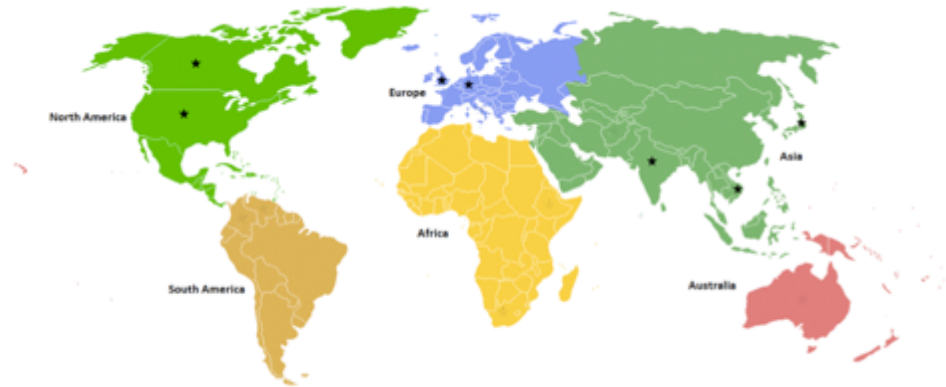 Europe
North America
Asia
Africa
South America
Australia